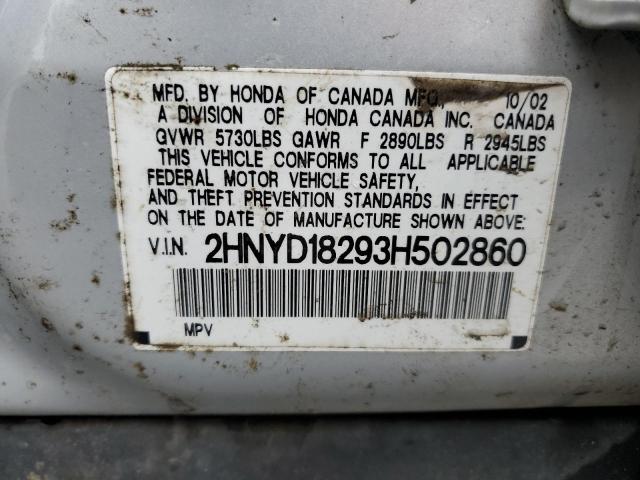 MFD. BY HONDA OF CANADA MFG., 10/02
A DIVISION OF HONDA CANADA INC. CANADA
GVWR 5730LBS GAWR F 2890LBS R 2945LBS
THIS VEHICLE CONFORMS TO ALL APPLICABLE
FEDERAL MOTOR VEHICLE SAFETY,
AND THEFT PREVENTION STANDARDS IN EFFECT
ON THE DATE OF MANUFACTURE SHOWN ABOVE:
V.I.N. 2HNYD18293H502860
MPV